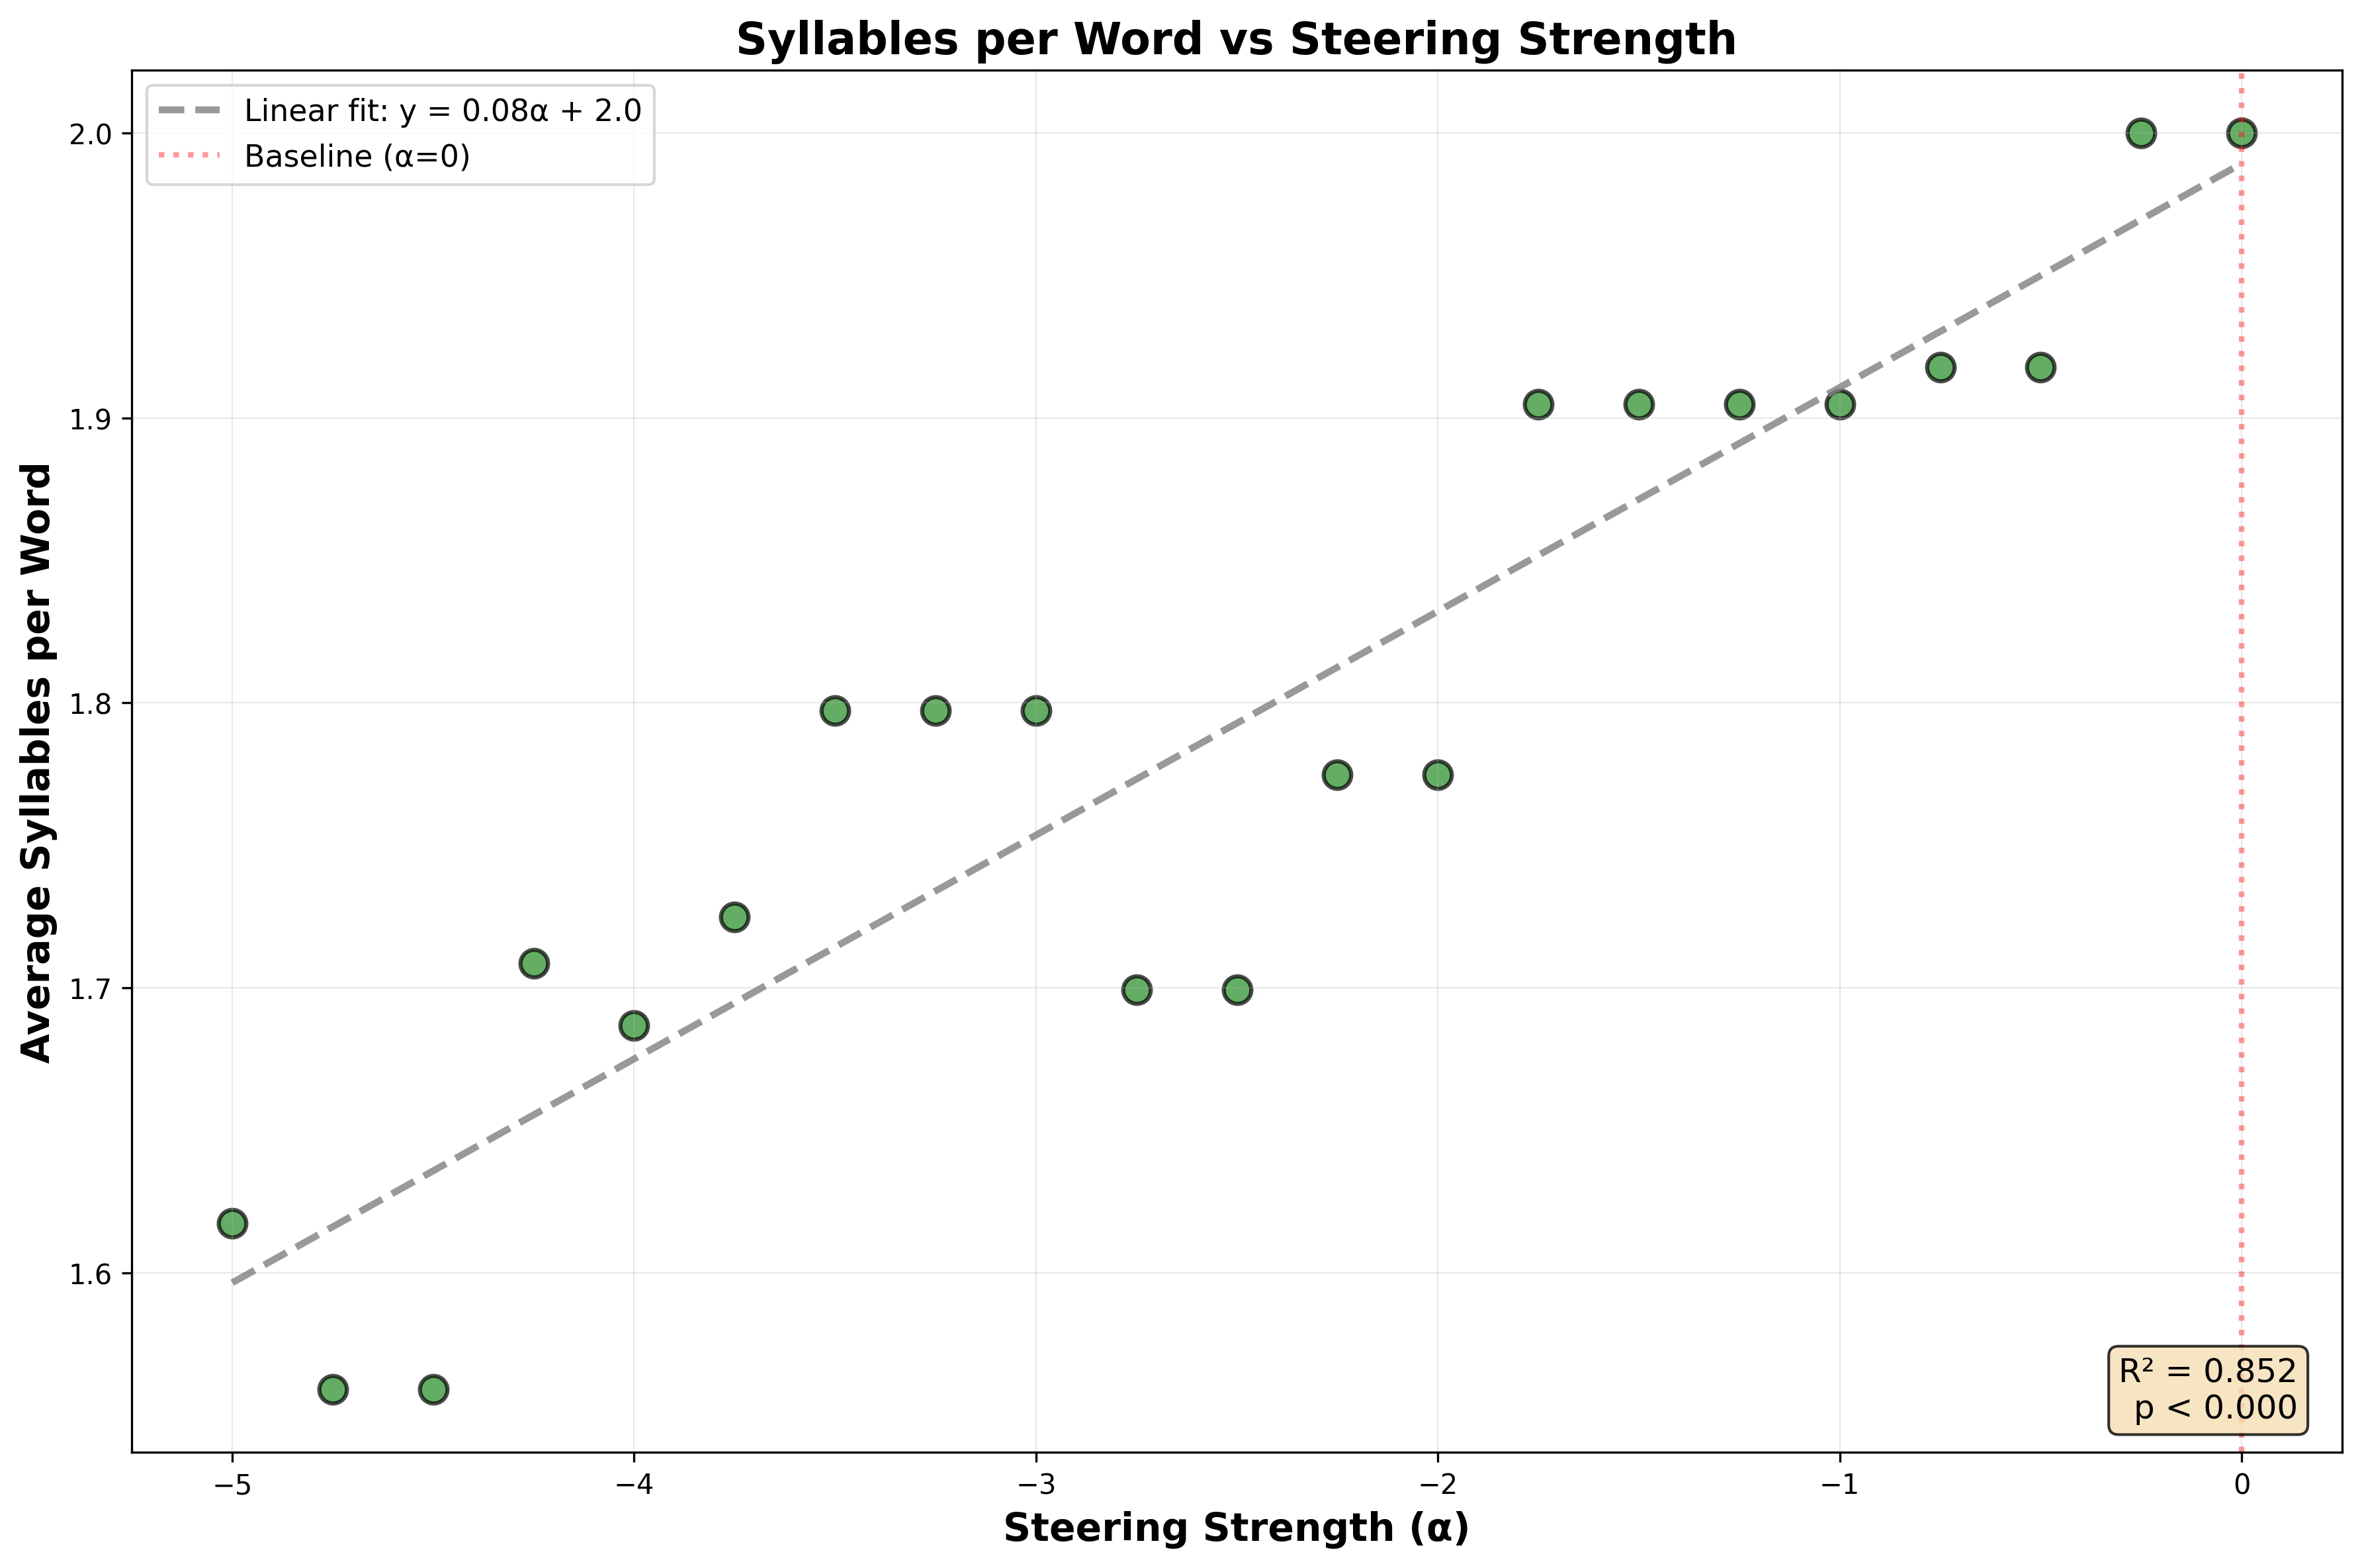 Syllables per Word vs Steering Strength
Linear fit: y = 0.08α + 2.0
Baseline (α=0)
Average Syllables per Word
2.0
1.9
1.8
1.7
1.6
R² = 0.852
p < 0.000
−5
−4
−3
−2
−1
0
Steering Strength (α)